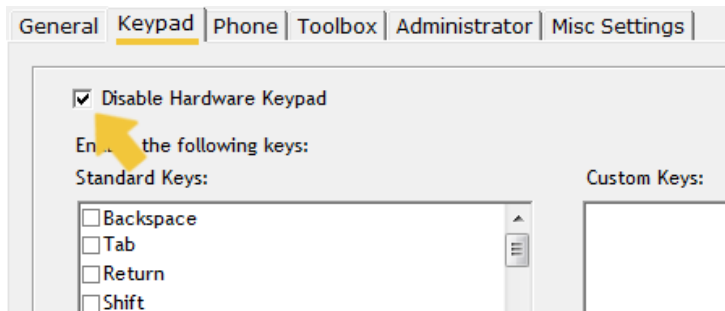 General Keypad Phone Toolbox Administrator Misc Settings
Disable Hardware Keypad
the following keys:
Standard Keys: Custom Keys:
Backspace
Tab
Return
Shift